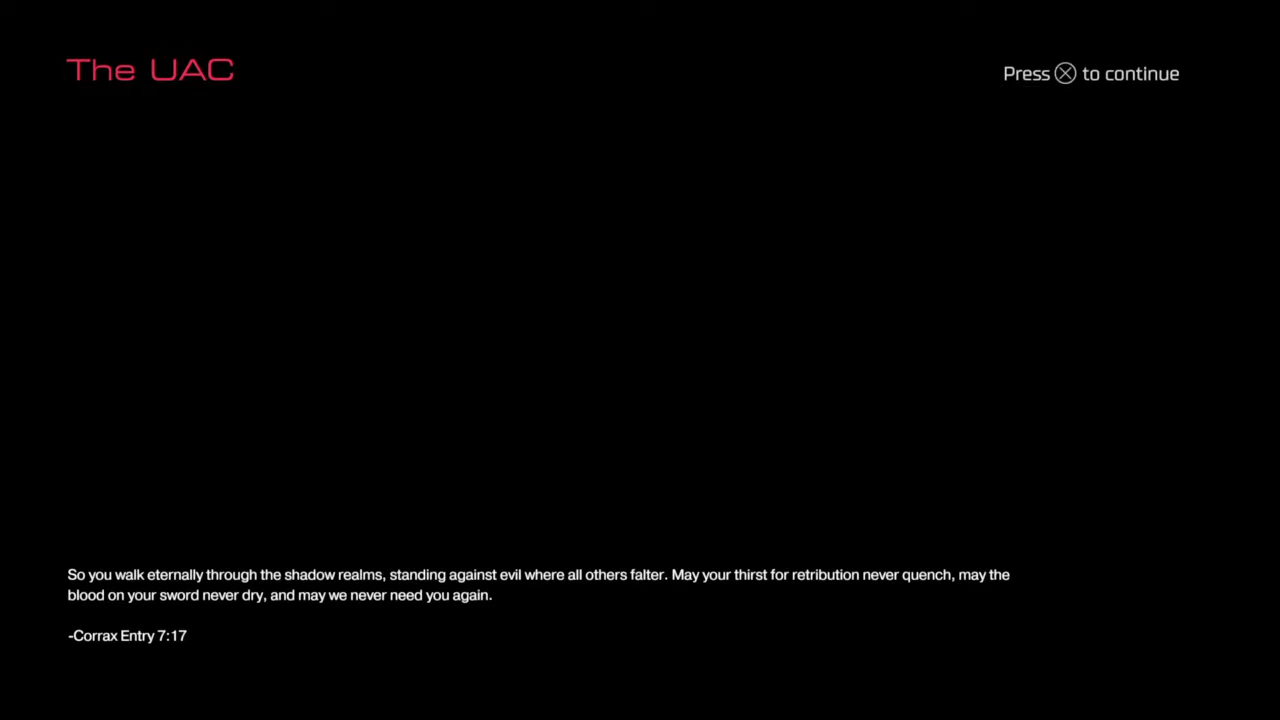 The UAC
Press ⓧ to continue
So you walk eternally through the shadow realms, standing against evil where all others falter. May your thirst for retribution never quench, may the
blood on your sword never dry, and may we never need you again.
-Corrax Entry 7:17